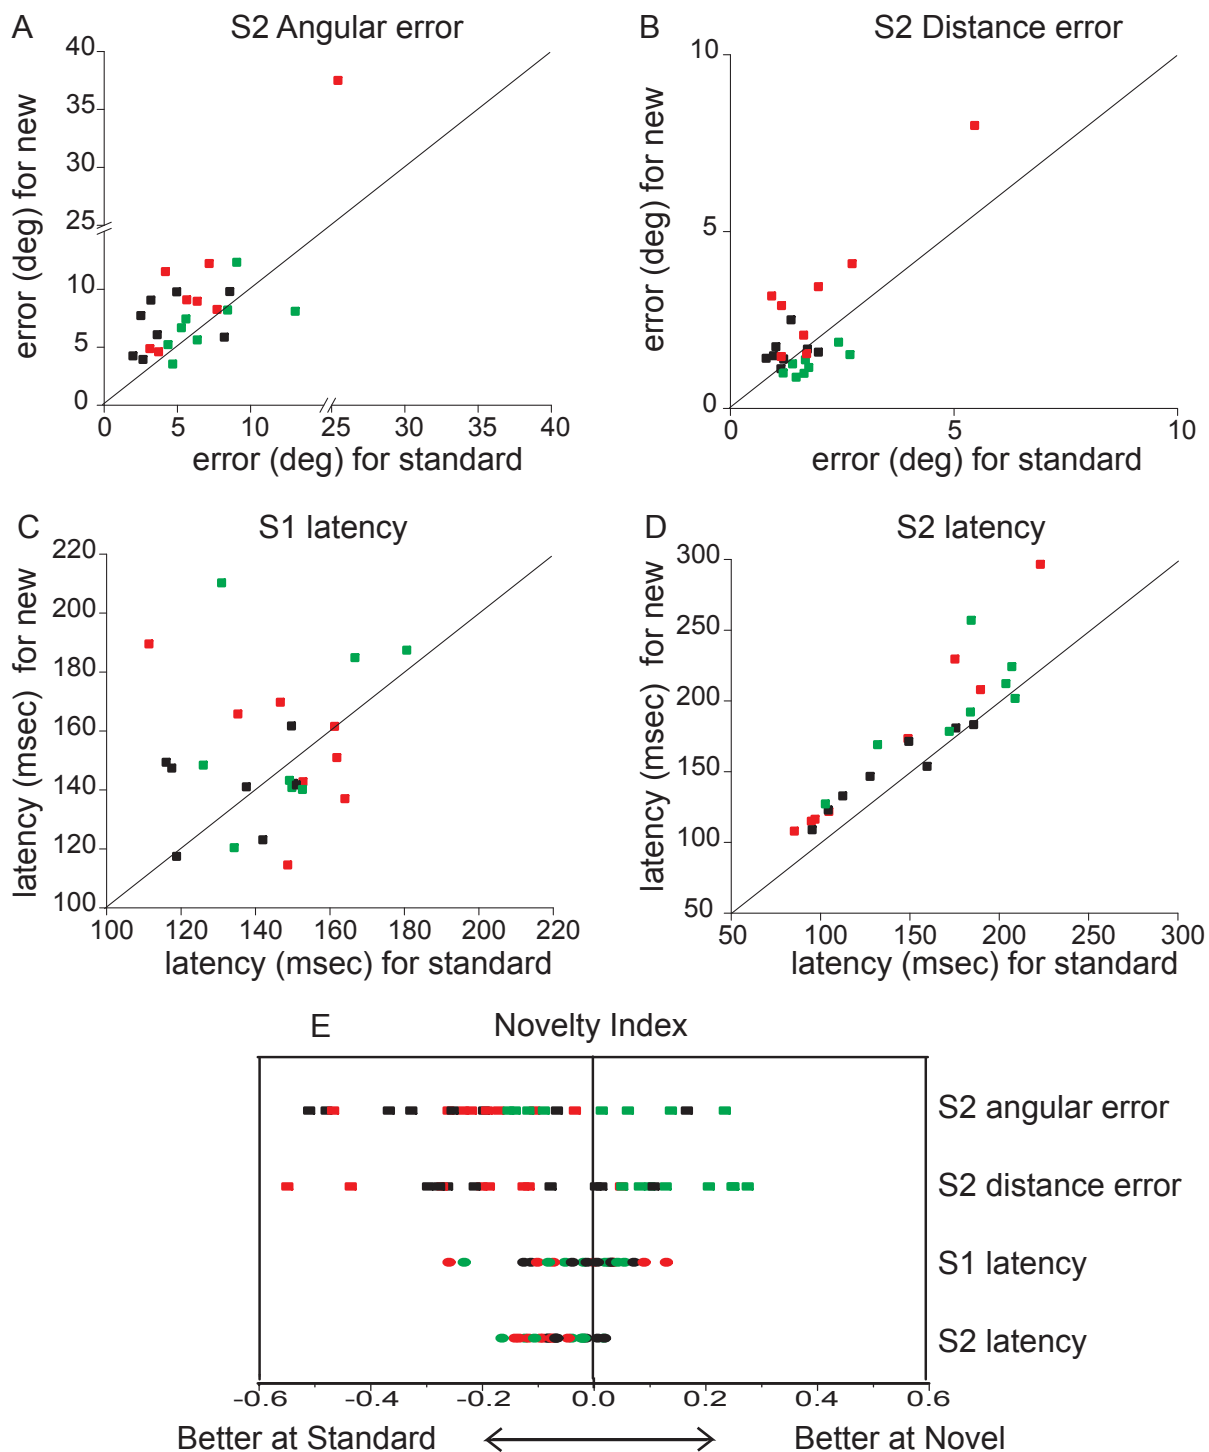 A S2 Angular error
40
35
30
25
10
5
0
error (deg) for new
0 5 10 25 30 35 40
error (deg) for standard
B S2 Distance error
10
5
0
error (deg) for new
0 5 10
error (deg) for standard
C S1 latency
220
200
180
160
140
120
100
latency (msec) for new
100 120 140 160 180 200 220
latency (msec) for standard
D S2 latency
300
250
200
150
100
50
latency (msec) for new
50 100 150 200 250 300
latency (msec) for standard
E Novelty Index
S2 angular error
S2 distance error
S1 latency
S2 latency
-0.6 -0.4 -0.2 0.0 0.2 0.4 0.6
Better at Standard Better at Novel